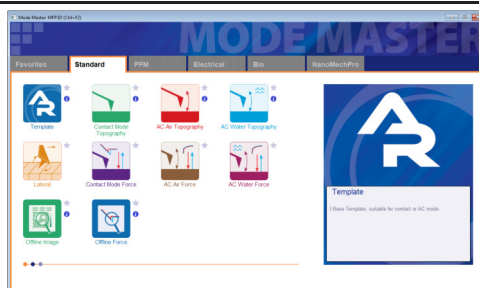 Mode Master MFP3D (Ctrl+F2)
MODE MASTER
Favorites
Standard
PFM
Electrical
Bio
NanoMechPro
Template
Contact Mode
Topography
AC Air Topography
AC Water Topography
Lateral
Contact Mode Force
AC Air Force
AC Water Force
Offline Image
Offline Force
AR
Template
Base Template, suitable for contact or AC mode.